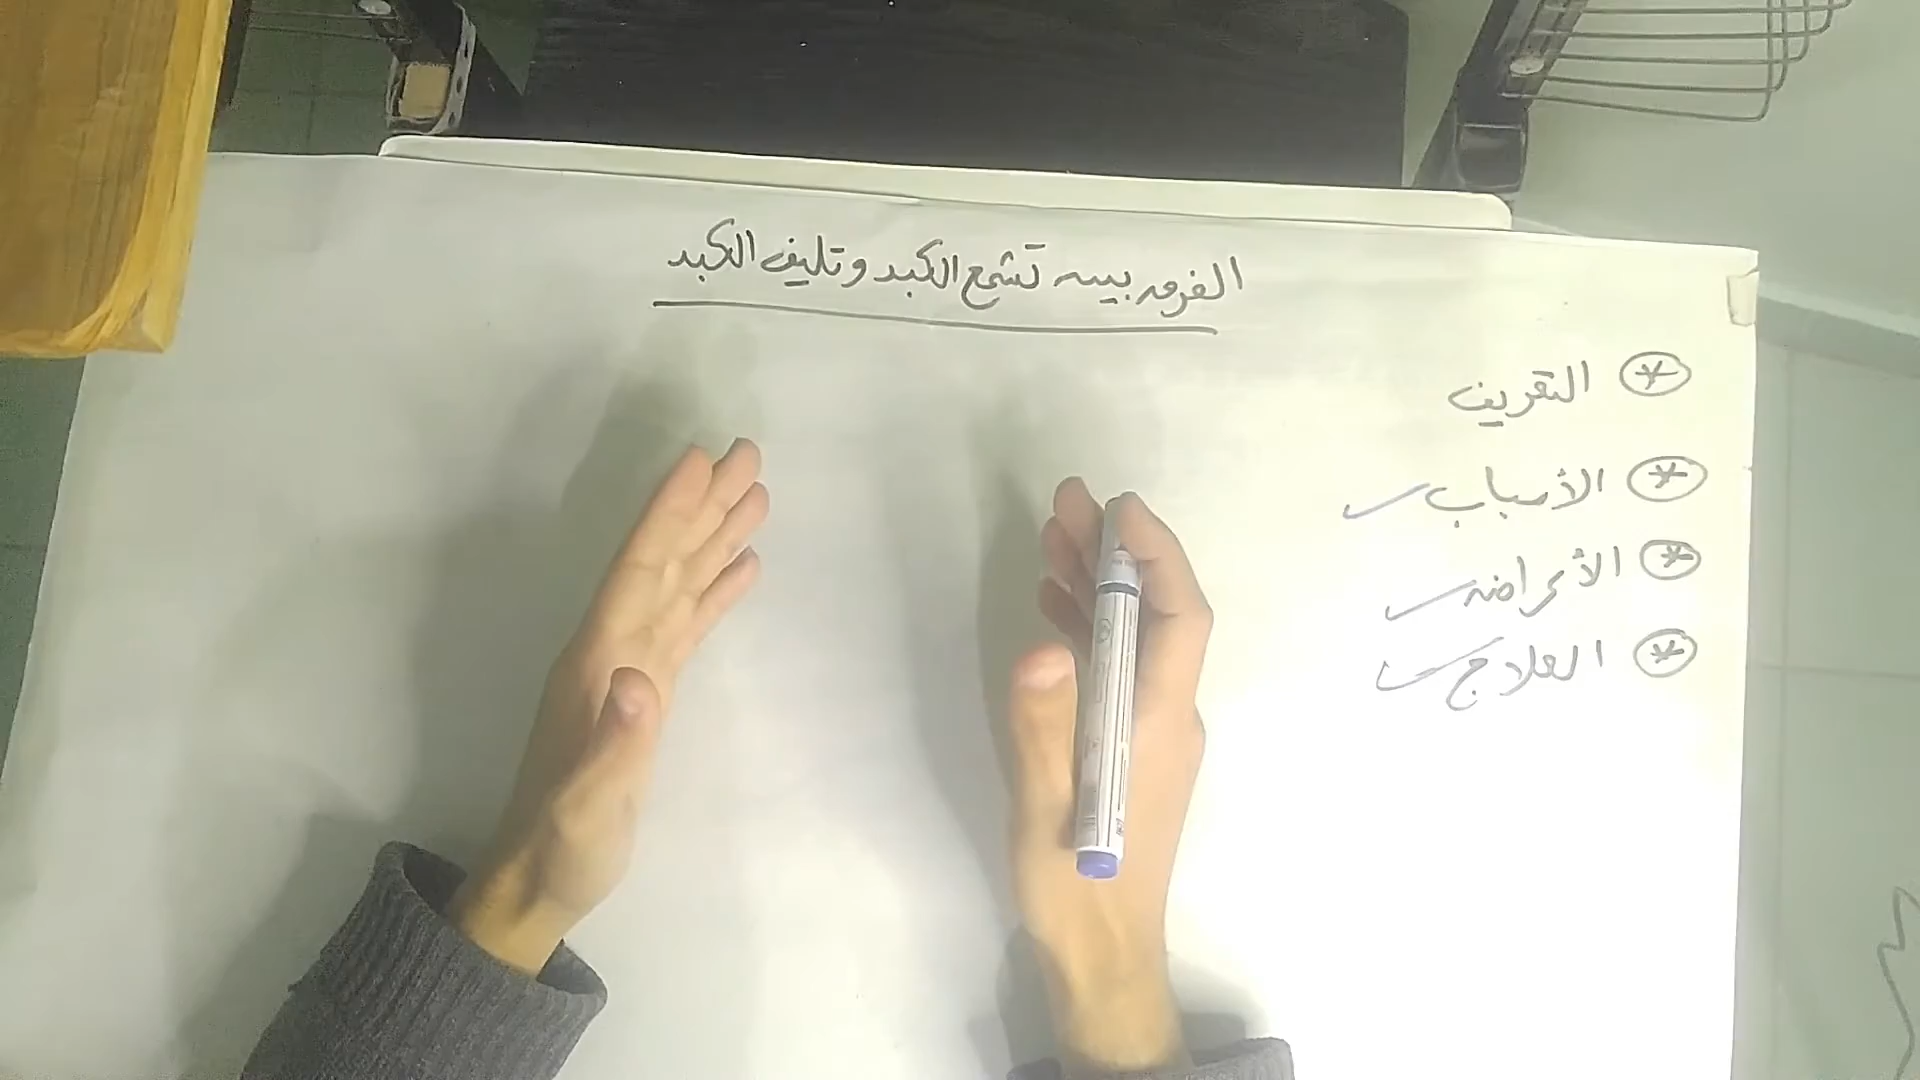 الفرق بين تشمع الكبد وتليف الكبد
التعريف
الأسباب
الأعراض
العلاج